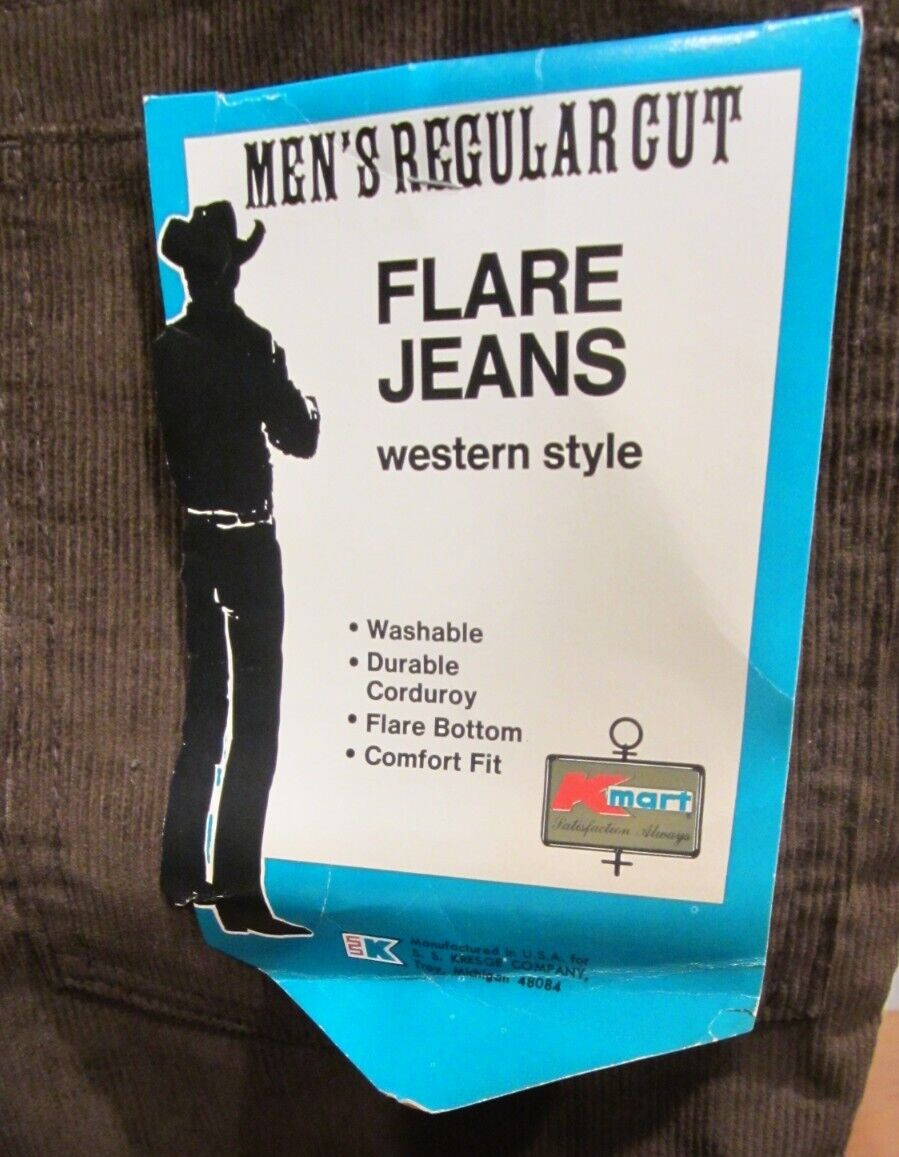 MEN'S REGULAR CUT
FLARE
JEANS
western style
• Washable
• Durable
Corduroy
• Flare Bottom
• Comfort Fit
Kmart
Satisfaction Always
SS K
Manufactured in U.S.A. for
S. S. KRESGE COMPANY,
Troy, Michigan 48084